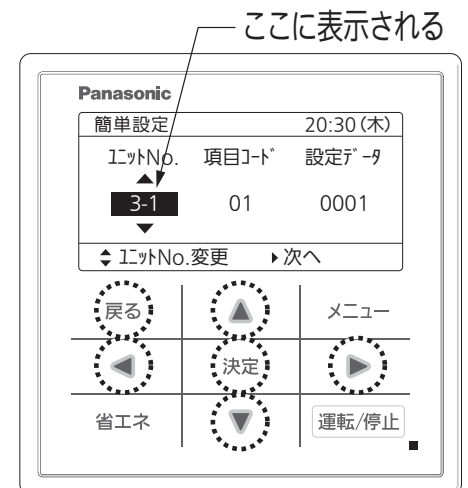 ここに表示される
Panasonic
簡単設定 20:30(木)
ﾕﾆｯﾄNo. 項目ｺｰﾄﾞ 設定ﾃﾞｰﾀ
▲
3-1 01 0001
▼
ﾕﾆｯﾄNo.変更 ▸次へ
戻る ▲ メニュー
◀ 決定 ▶
省エネ ▼ 運転/停止